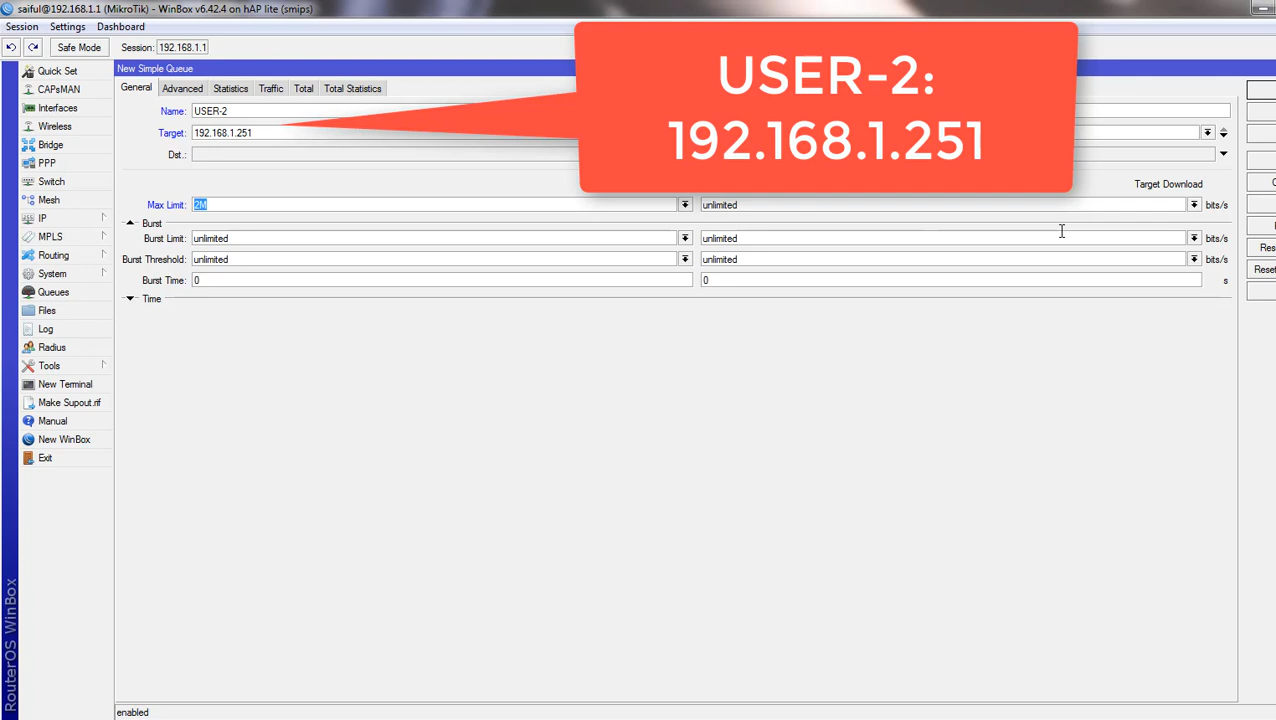 saiful@192.168.1.1 (MikroTik) - WinBox v6.42.4 on hAP lite (smips)
Session Settings Dashboard
Safe Mode Session: 192.168.1.1
USER-2:
192.168.1.251
Quick Set
CAPsMAN
Interfaces
Wireless
Bridge
PPP
Switch
Mesh
IP
MPLS
Routing
System
Queues
Files
Log
Radius
Tools
New Terminal
Make Supout.rif
Manual
New WinBox
Exit
RouterOS WinBox
New Simple Queue
General Advanced Statistics Traffic Total Total Statistics
Name: USER-2
Target: 192.168.1.251
Dst.:
Target Download
Max Limit: 2M unlimited bits/s
Burst
Burst Limit: unlimited unlimited bits/s
Burst Threshold: unlimited unlimited bits/s
Burst Time: 0 0 s
Time
enabled